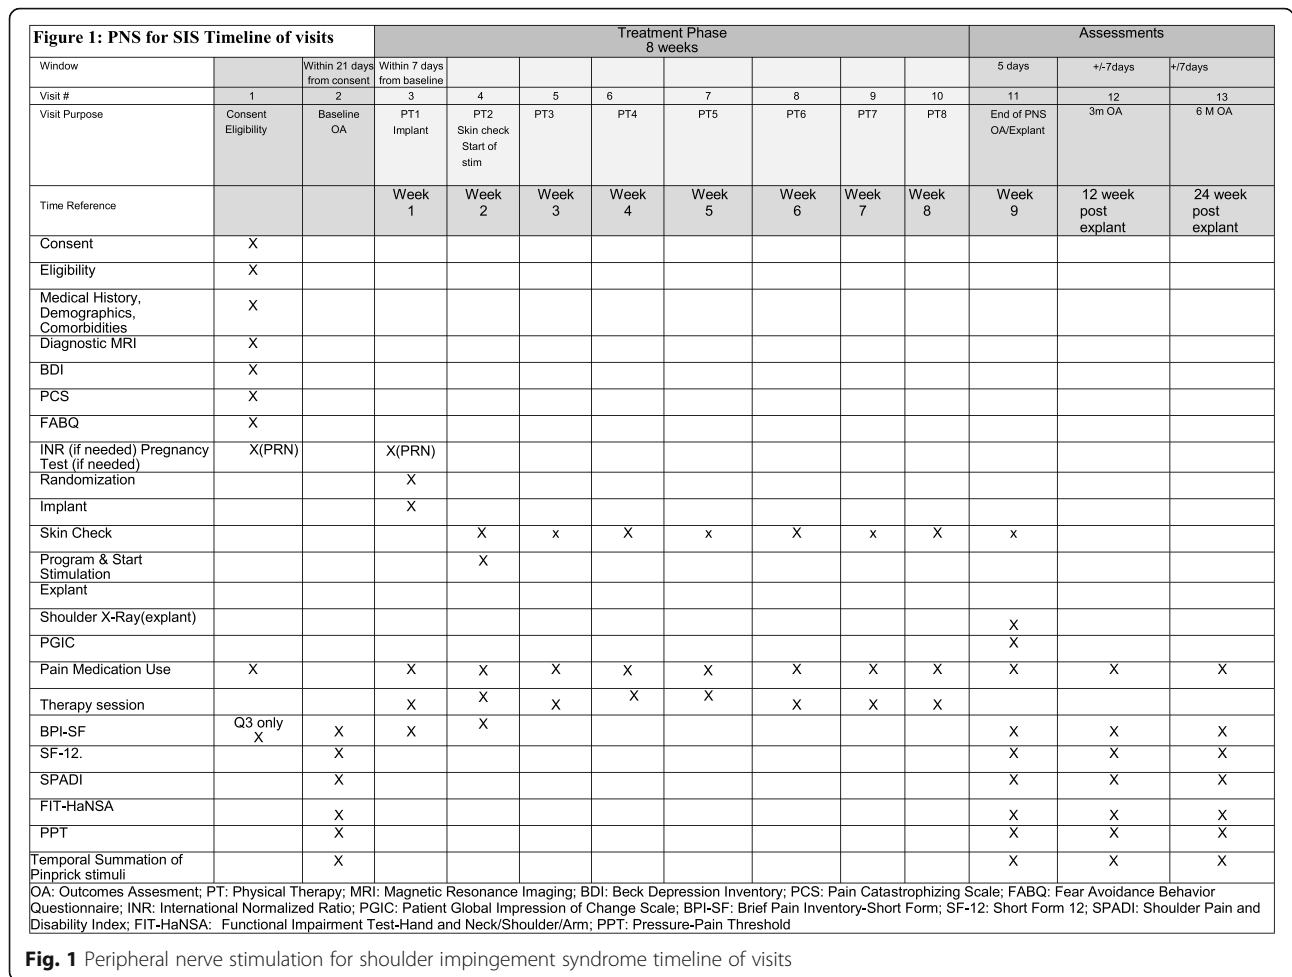 Figure 1: PNS for SIS Timeline of visits
Treatment Phase
8 weeks
Assessments
Window
Within 21 days
from consent
Within 7 days
from baseline
5 days
+/-7days
+/7days
Visit # 1 2 3 4 5 6 7 8 9 10 11 12 13
Visit Purpose
Consent
Eligibility
Baseline
OA
PT1
Implant
PT2
Skin check
Start of
stim
PT3
PT4
PT5
PT6
PT7
PT8
End of PNS
OA/Explant
3m OA
6 M OA
Time Reference
Week
1
Week
2
Week
3
Week
4
Week
5
Week
6
Week
7
Week
8
Week
9
12 week
post
explant
24 week
post
explant
Consent X
Eligibility X
Medical History,
Demographics,
Comorbidities
X
Diagnostic MRI X
BDI X
PCS X
FABQ X
INR (if needed) Pregnancy
Test (if needed)
X(PRN) X(PRN)
Randomization X
Implant X
Skin Check X x X x X x X x
Program & Start
Stimulation
X
Explant
Shoulder X-Ray(explant) X
PGIC X
Pain Medication Use X X X X X X X X X X X X
Therapy session X X X X X X X X
BPI-SF
Q3 only
X X X X X X X
SF-12. X X X X
SPADI X X X X
FIT-HaNSA X X X X
PPT X X X X
Temporal Summation of
Pinprick stimuli
X X X X
OA: Outcomes Assesment; PT: Physical Therapy; MRI: Magnetic Resonance Imaging; BDI: Beck Depression Inventory; PCS: Pain Catastrophizing Scale; FABQ: Fear Avoidance Behavior
Questionnaire; INR: International Normalized Ratio; PGIC: Patient Global Impression of Change Scale; BPI-SF: Brief Pain Inventory-Short Form; SF-12: Short Form 12; SPADI: Shoulder Pain and
Disability Index; FIT-HaNSA: Functional Impairment Test-Hand and Neck/Shoulder/Arm; PPT: Pressure-Pain Threshold
Fig. 1 Peripheral nerve stimulation for shoulder impingement syndrome timeline of visits